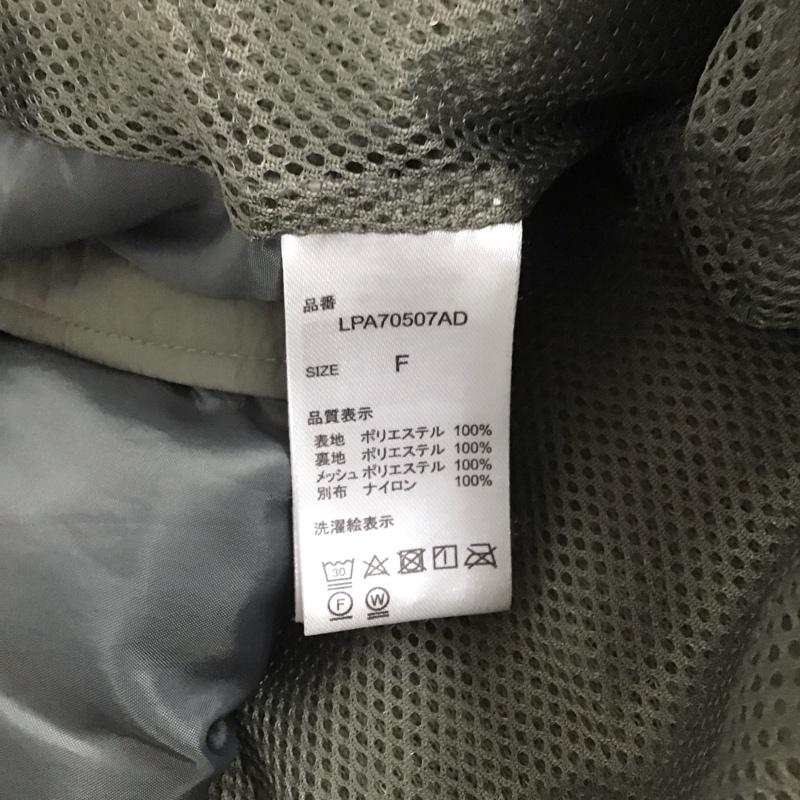 品番
LPA70507AD
SIZE F
品質表示
表地 ポリエステル 100%
裏地 ポリエステル 100%
メッシュ ポリエステル 100%
別布 ナイロン 100%
洗濯絵表示
30
F W